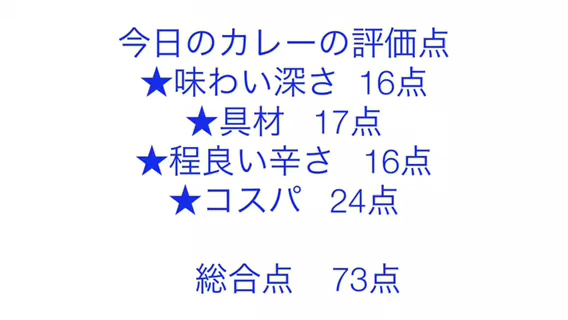 今日のカレーの評価点
★味わい深さ 16点
★具材 17点
★程良い辛さ 16点
★コスパ 24点
総合点 73点